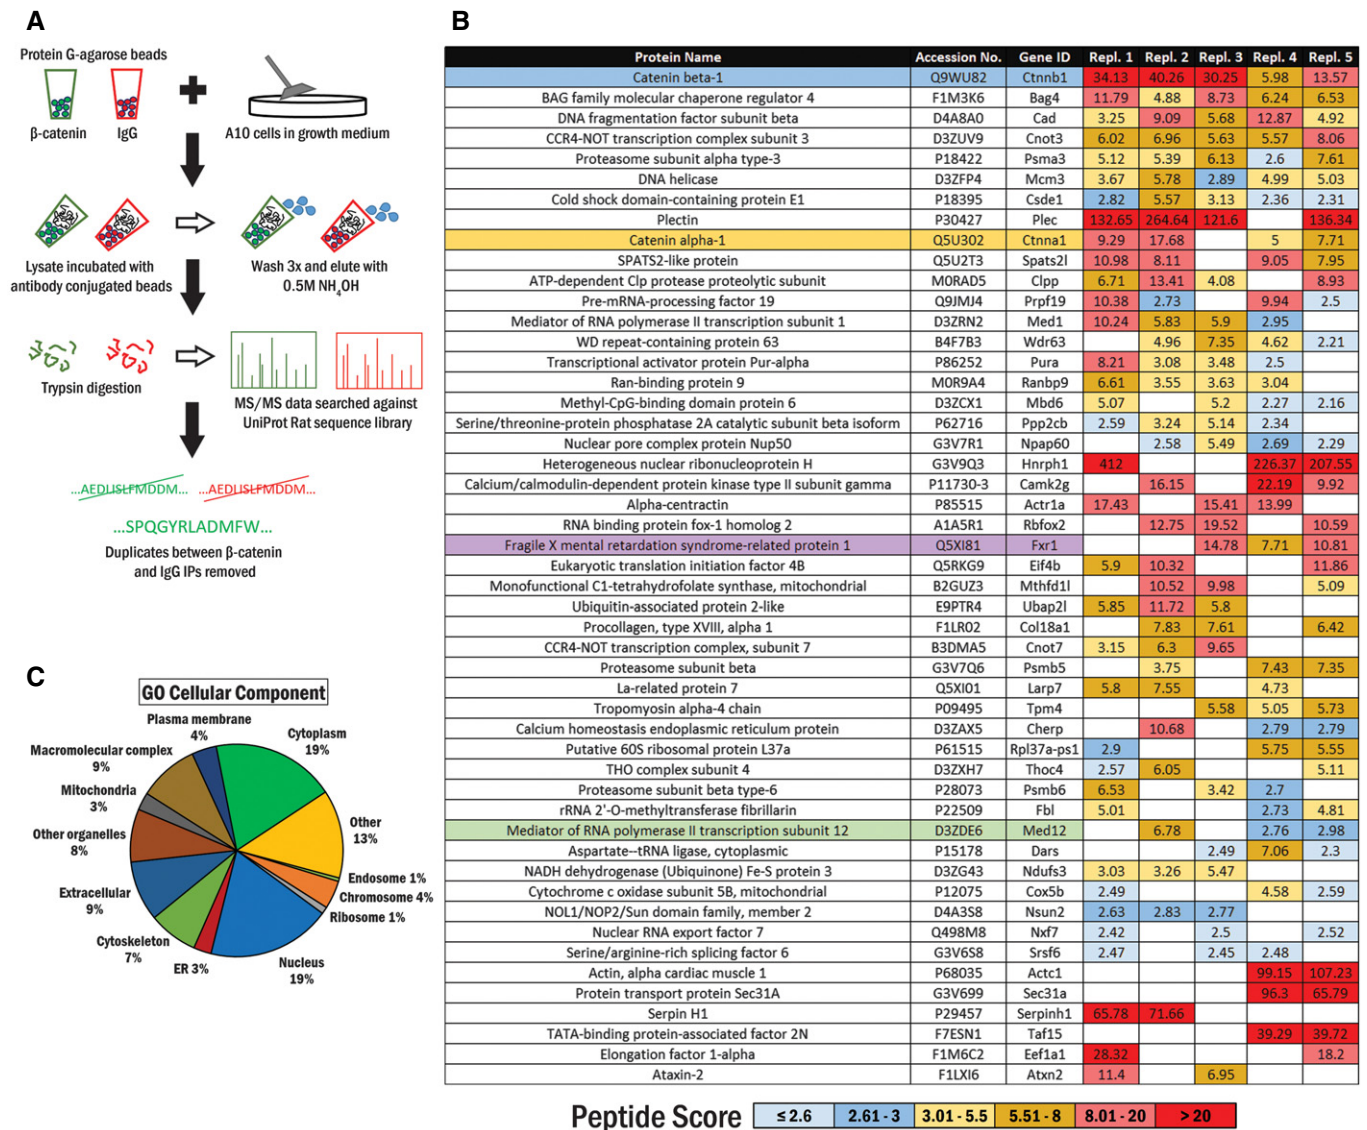 A
Protein G-agarose beads
β-catenin
IgG
A10 cells in growth medium
Lysate incubated with
antibody conjugated beads
Wash 3x and elute with
0.5M NH4OH
Trypsin digestion
MS/MS data searched against
UniProt Rat sequence library
...AEDLISLFMDDM... ...AEDLISLFMDDM...
...SPQGYRLADMFW...
Duplicates between β-catenin
and IgG IPs removed
B
Protein Name Accession No. Gene ID Repl. 1 Repl. 2 Repl. 3 Repl. 4 Repl. 5
Catenin beta-1 Q9WU82 Ctnnb1 34.13 40.26 30.25 5.98 13.57
BAG family molecular chaperone regulator 4 F1M3K6 Bag4 11.79 4.88 8.73 6.24 6.53
DNA fragmentation factor subunit beta D4A8A0 Cad 3.25 9.09 5.68 12.87 4.92
CCR4-NOT transcription complex subunit 3 D3ZUV9 Cnot3 6.02 6.96 5.63 5.57 8.06
Proteasome subunit alpha type-3 P18422 Psma3 5.12 5.39 6.13 2.6 7.61
DNA helicase D3ZFP4 Mcm3 3.67 5.78 2.89 4.99 5.03
Cold shock domain-containing protein E1 P18395 Csde1 2.82 5.57 3.13 2.36 2.31
Plectin P30427 Plec 132.65 264.64 121.6 136.34
Catenin alpha-1 Q5U302 Ctnna1 9.29 17.68 5 7.71
SPATS2-like protein Q5U2T3 Spats2l 10.98 8.11 9.05 7.95
ATP-dependent Clp protease proteolytic subunit M0RAD5 Clpp 6.71 13.41 4.08 8.93
Pre-mRNA-processing factor 19 Q9JMJ4 Prpf19 10.38 2.73 9.94 2.5
Mediator of RNA polymerase II transcription subunit 1 D3ZRN2 Med1 10.24 5.83 5.9 2.95
WD repeat-containing protein 63 B4F7B3 Wdr63 4.96 7.35 4.62 2.21
Transcriptional activator protein Pur-alpha P86252 Pura 8.21 3.08 3.48 2.5
Ran-binding protein 9 M0R9A4 Ranbp9 6.61 3.55 3.63 3.04
Methyl-CpG-binding domain protein 6 D3ZCX1 Mbd6 5.07 5.2 2.27 2.16
Serine/threonine-protein phosphatase 2A catalytic subunit beta isoform P62716 Ppp2cb 2.59 3.24 5.14 2.34
Nuclear pore complex protein Nup50 G3V7R1 Npap60 2.58 5.49 2.69 2.29
Heterogeneous nuclear ribonucleoprotein H G3V9Q3 Hnrph1 412 226.37 207.55
Calcium/calmodulin-dependent protein kinase type II subunit gamma P11730-3 Camk2g 16.15 22.19 9.92
Alpha-centractin P85515 Actr1a 17.43 15.41 13.99
RNA binding protein fox-1 homolog 2 A1A5R1 Rbfox2 12.75 19.52 10.59
Fragile X mental retardation syndrome-related protein 1 Q5XI81 Fxr1 14.78 7.71 10.81
Eukaryotic translation initiation factor 4B Q5RKG9 Eif4b 5.9 10.32 11.86
Monofunctional C1-tetrahydrofolate synthase, mitochondrial B2GUZ3 Mthfd1l 10.52 9.98 5.09
Ubiquitin-associated protein 2-like E9PTR4 Ubap2l 5.85 11.72 5.8
Procollagen, type XVIII, alpha 1 F1LR02 Col18a1 7.83 7.61 6.42
CCR4-NOT transcription complex, subunit 7 B3DMA5 Cnot7 3.15 6.3 9.65
Proteasome subunit beta G3V7Q6 Psmb5 3.75 7.43 7.35
La-related protein 7 Q5XI01 Larp7 5.8 7.55 4.73
Tropomyosin alpha-4 chain P09495 Tpm4 5.58 5.05 5.73
Calcium homeostasis endoplasmic reticulum protein D3ZAX5 Cherp 10.68 2.79 2.79
Putative 60S ribosomal protein L37a P61515 Rpl37a-ps1 2.9 5.75 5.55
THO complex subunit 4 D3ZXH7 Thoc4 2.57 6.05 5.11
Proteasome subunit beta type-6 P28073 Psmb6 6.53 3.42 2.7
rRNA 2'-O-methyltransferase fibrillarin P22509 Fbl 5.01 2.73 4.81
Mediator of RNA polymerase II transcription subunit 12 D3ZDE6 Med12 6.78 2.76 2.98
Aspartate--tRNA ligase, cytoplasmic P15178 Dars 2.49 7.06 2.3
NADH dehydrogenase (Ubiquinone) Fe-S protein 3 D3ZG43 Ndufs3 3.03 3.26 5.47
Cytochrome c oxidase subunit 5B, mitochondrial P12075 Cox5b 2.49 4.58 2.59
NOL1/NOP2/Sun domain family, member 2 D4A3S8 Nsun2 2.63 2.83 2.77
Nuclear RNA export factor 7 Q498M8 Nxf7 2.42 2.5 2.52
Serine/arginine-rich splicing factor 6 G3V6S8 Srsf6 2.47 2.45 2.48
Actin, alpha cardiac muscle 1 P68035 Actc1 99.15 107.23
Protein transport protein Sec31A G3V699 Sec31a 96.3 65.79
Serpin H1 P29457 Serpinh1 65.78 71.66
TATA-binding protein-associated factor 2N F7ESN1 Taf15 39.29 39.72
Elongation factor 1-alpha F1M6C2 Eef1a1 28.32 18.2
Ataxin-2 F1LXI6 Atxn2 11.4 6.95
Peptide Score ≤ 2.6 2.61 - 3 3.01 - 5.5 5.51 - 8 8.01 - 20 > 20
C
GO Cellular Component
Plasma membrane
4%
Cytoplasm
19%
Macromolecular complex
9%
Mitochondria
3%
Other
13%
Other organelles
8%
Endosome 1%
Chromosome 4%
Extracellular
9%
Ribosome 1%
Cytoskeleton
7%
ER 3%
Nucleus
19%